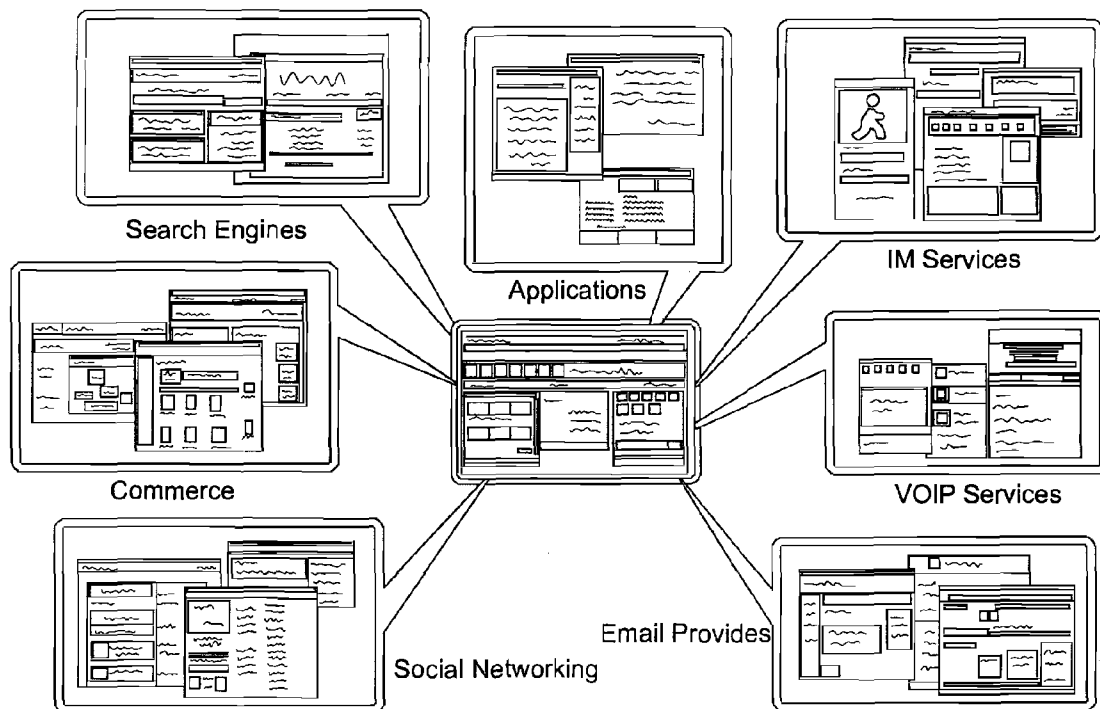 Search Engines
Applications
IM Services
Commerce
VOIP Services
Social Networking
Email Provides